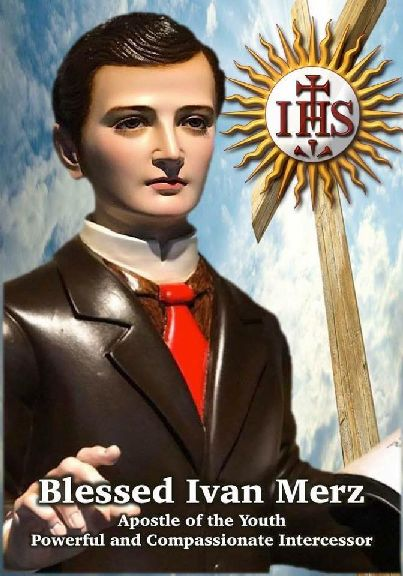 IHS
Blessed Ivan Merz
Apostle of the Youth
Powerful and Compassionate Intercessor